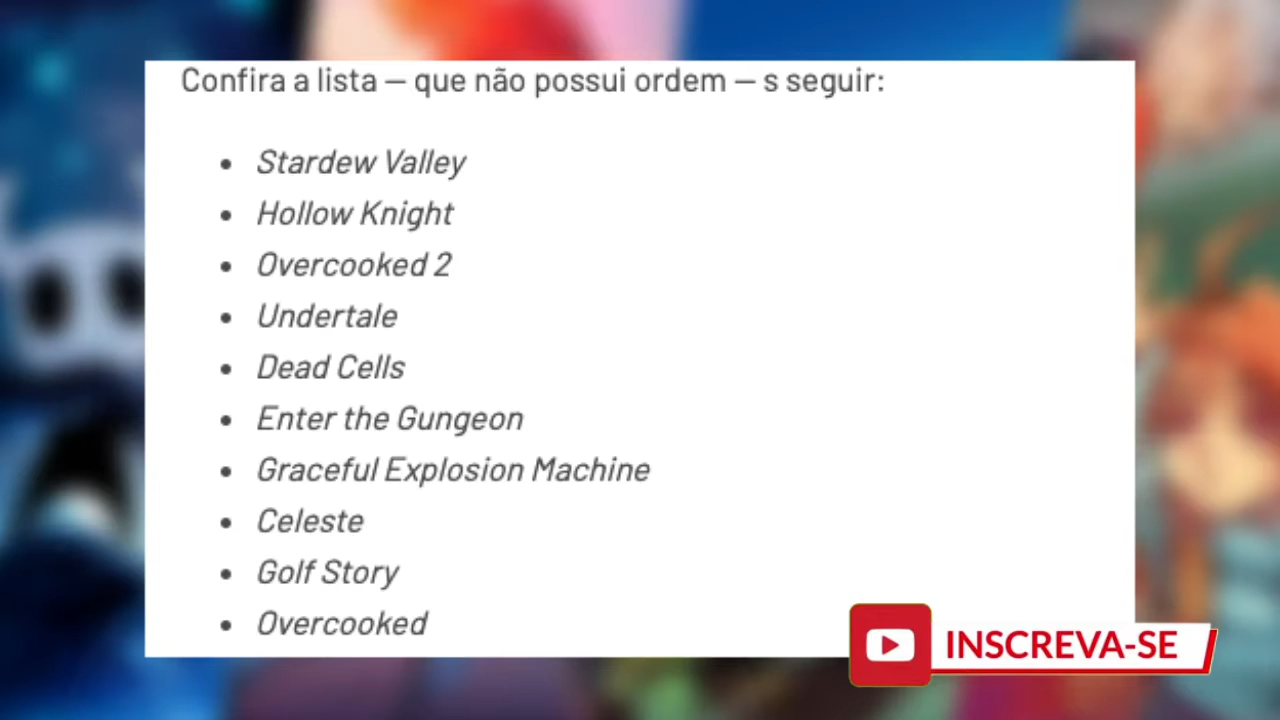 Confira a lista — que não possui ordem — s seguir:
• Stardew Valley
• Hollow Knight
• Overcooked 2
• Undertale
• Dead Cells
• Enter the Gungeon
• Graceful Explosion Machine
• Celeste
• Golf Story
• Overcooked
INSCREVA-SE